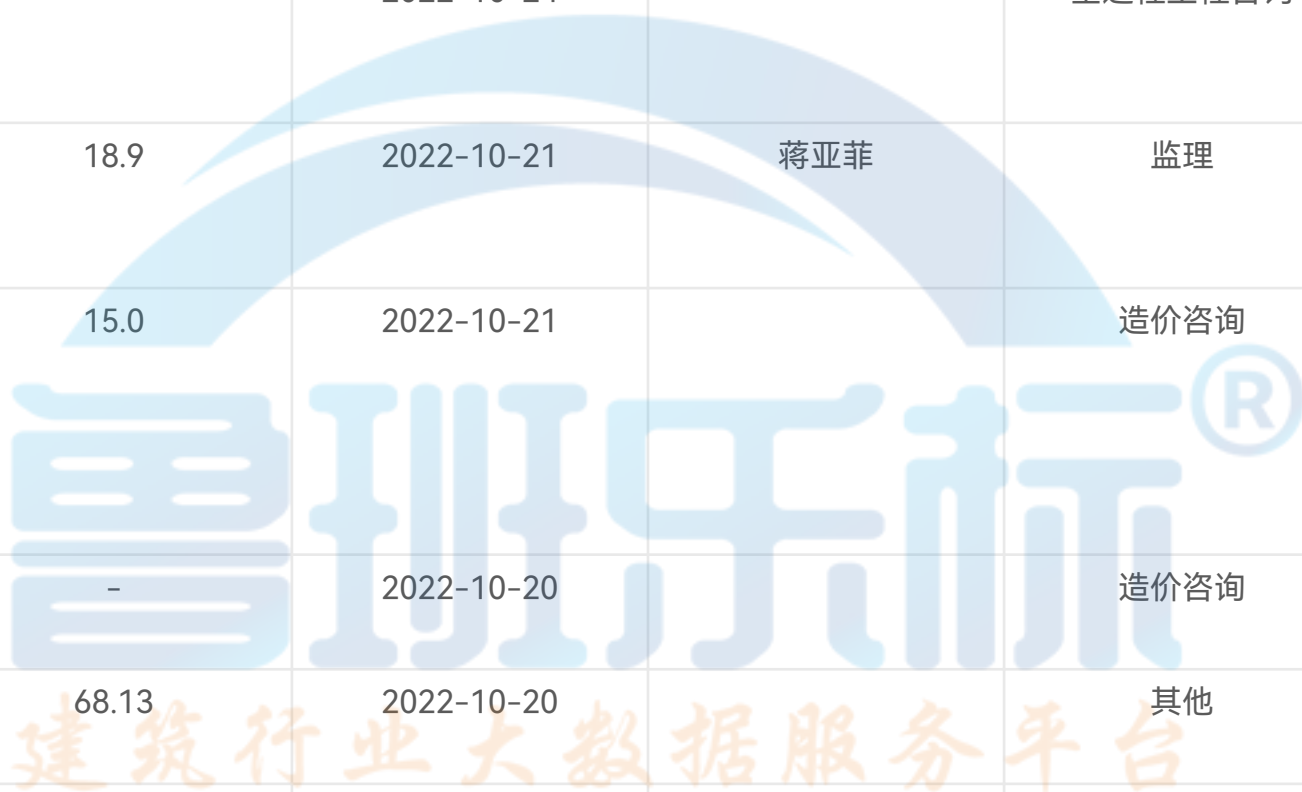 18.9 2022-10-21 蒋亚菲 监理
15.0 2022-10-21 造价咨询
鲁班乐标®
- 2022-10-20 造价咨询
68.13 2022-10-20 其他
建筑行业大数据服务平台